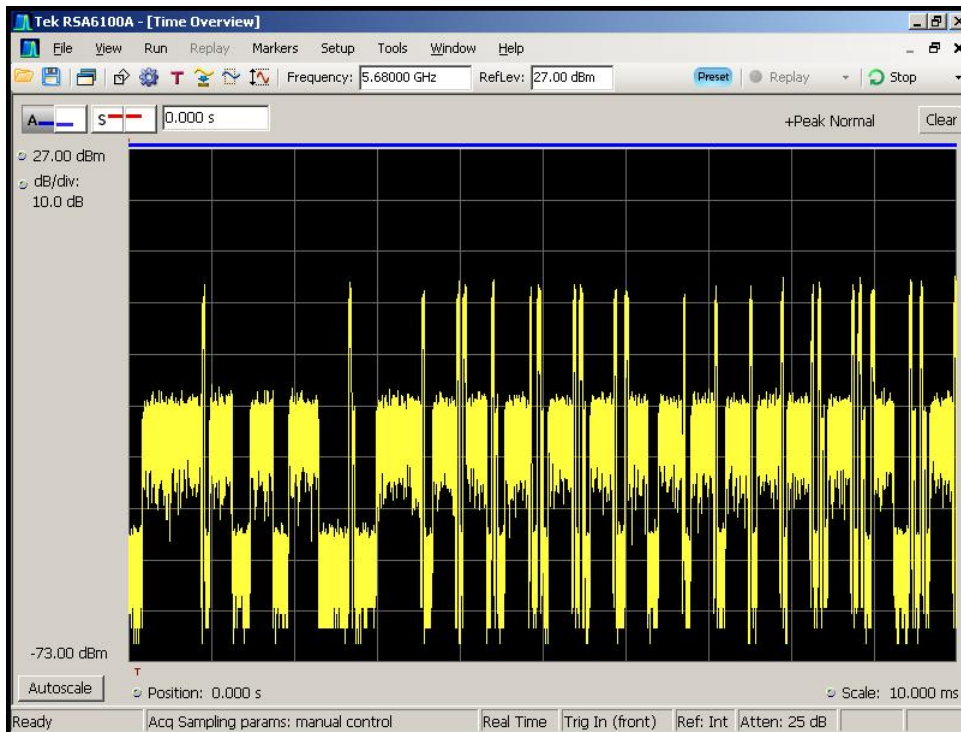 Tek RSA6100A - [Time Overview]
File View Run Replay Markers Setup Tools Window Help
T Frequency: 5.68000 GHz RefLev: 27.00 dBm Preset Replay Stop
A S 0.000 s +Peak Normal Clear
27.00 dBm
dB/div:
10.0 dB
-73.00 dBm
T
Autoscale Position: 0.000 s Scale: 10.000 ms
Ready Acq Sampling params: manual control Real Time Trig In (front) Ref: Int Atten: 25 dB